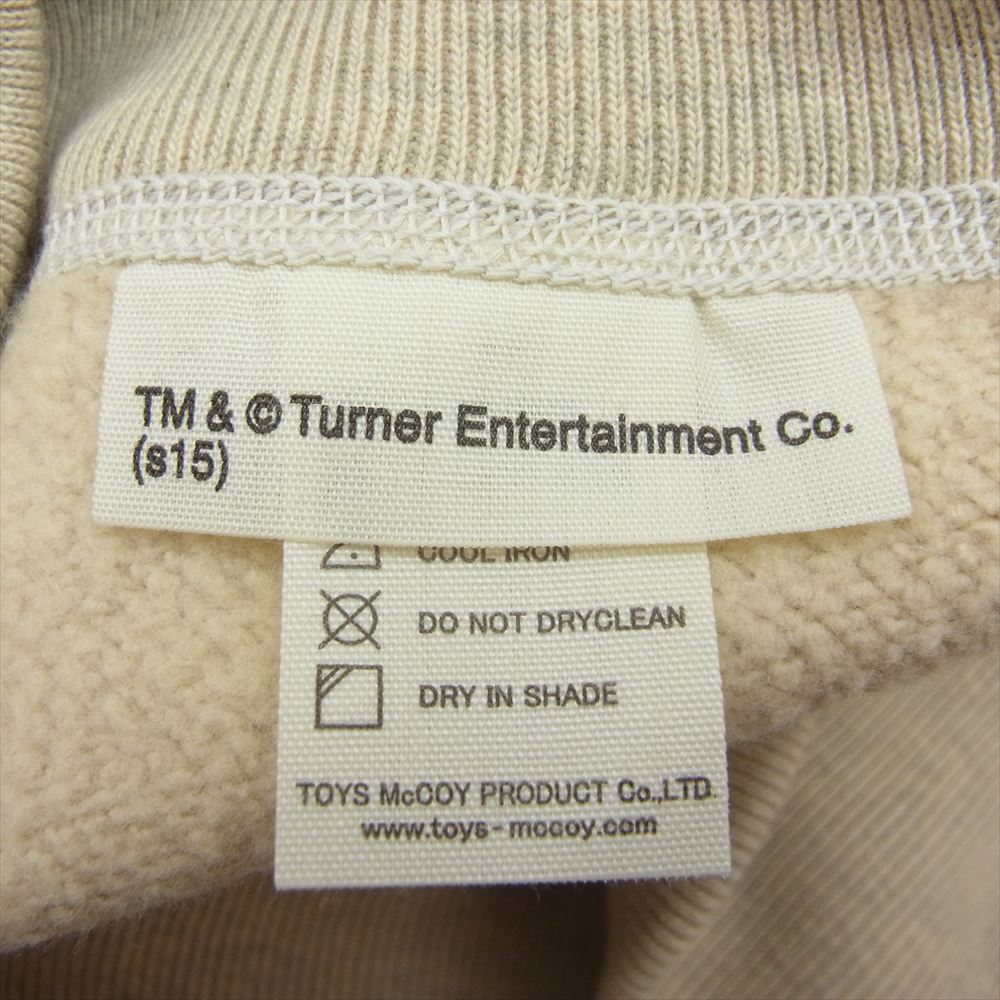 TM & © Turner Entertainment Co.
(s15)
COOL IRON
DO NOT DRYCLEAN
DRY IN SHADE
TOYS McCOY PRODUCT Co.,LTD.
www.toys-mccoy.com